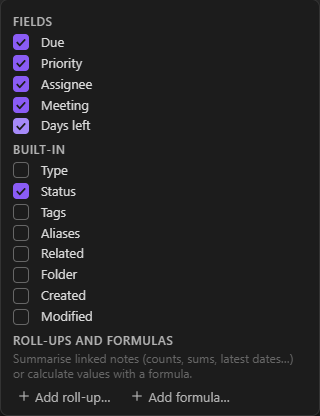 FIELDS
Due
Priority
Assignee
Meeting
Days left
BUILT-IN
Type
Status
Tags
Aliases
Related
Folder
Created
Modified
ROLL-UPS AND FORMULAS
Summarise linked notes (counts, sums, latest dates...)
or calculate values with a formula.
+ Add roll-up... + Add formula...